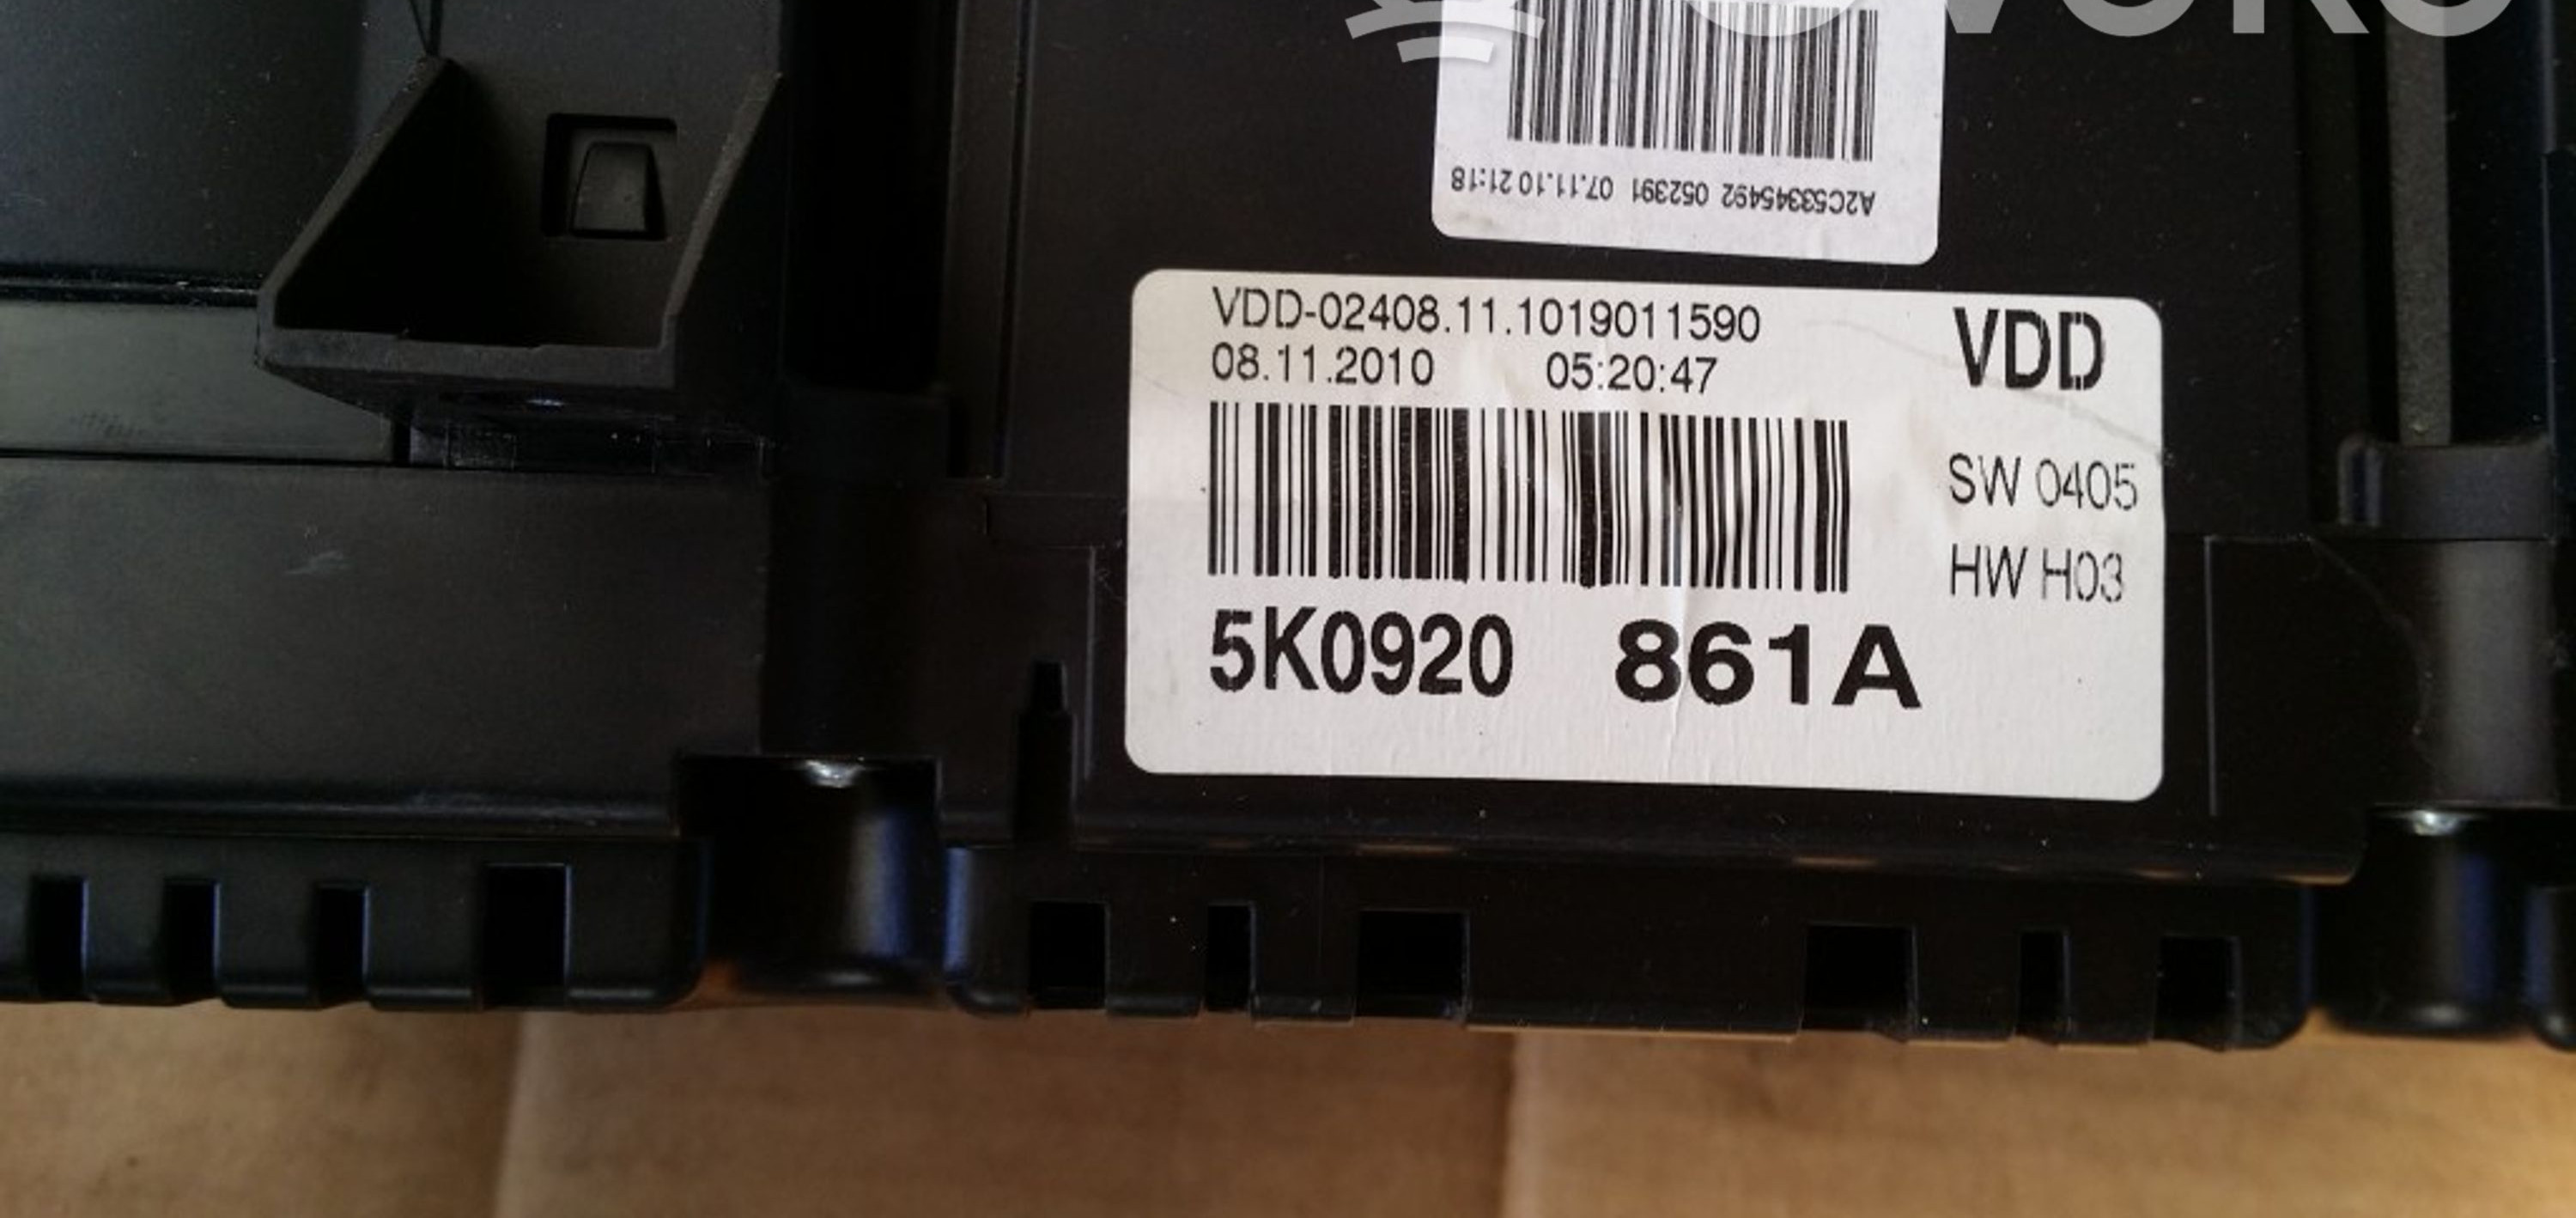 A2C53345492 052391 07.11.10 21:18
VDD-02408.11.1019011590
08.11.2010 05:20:47
VDD
SW 0405
HW H03
5K0920 861A